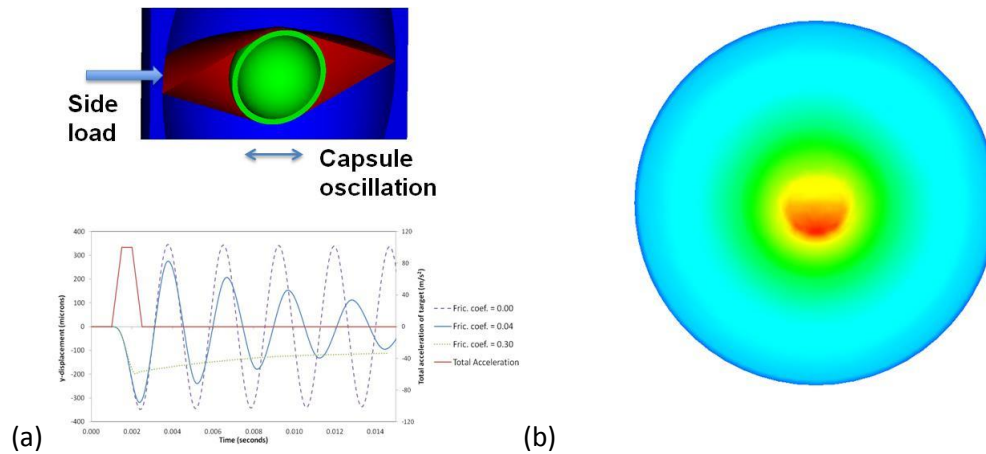 Side
load
Capsule
oscillation
400
300
200
100
0
-100
-200
-300
-400
y-displacement (microns)
0.000
0.002
0.004
0.006
0.008
0.010
0.012
0.014
Time (seconds)
120
80
40
0
-40
-80
-120
Total acceleration of target (m/s²)
Fric. coef. = 0.00
Fric. coef. = 0.04
Fric. coef. = 0.30
Total Acceleration
(a)
(b)